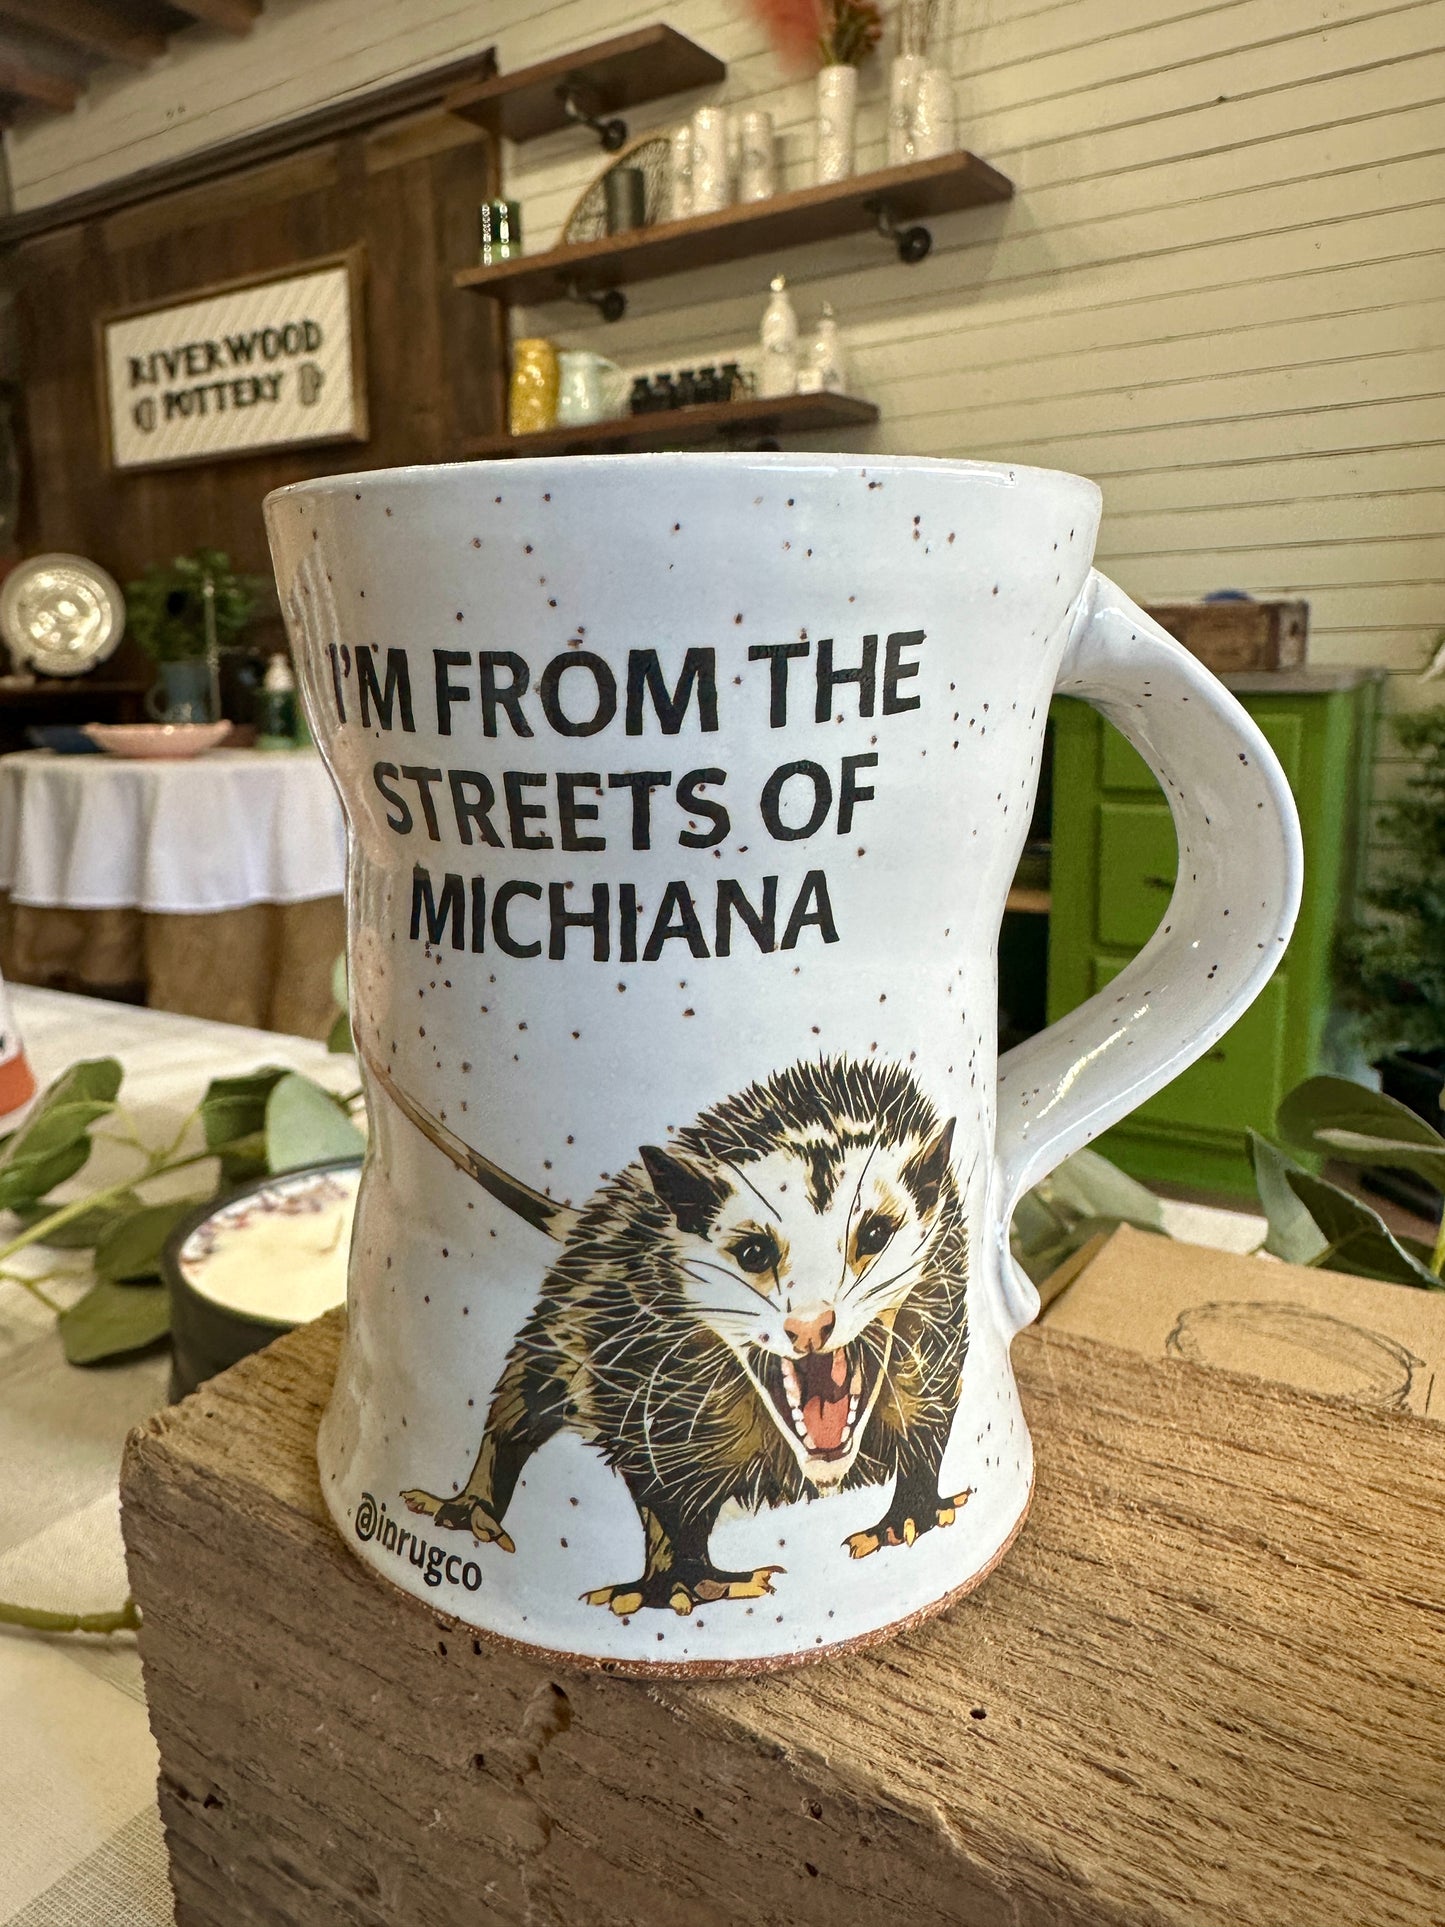 RIVERWOOD
POTTERY
I'M FROM THE
STREETS OF
MICHIANA
@inrugco